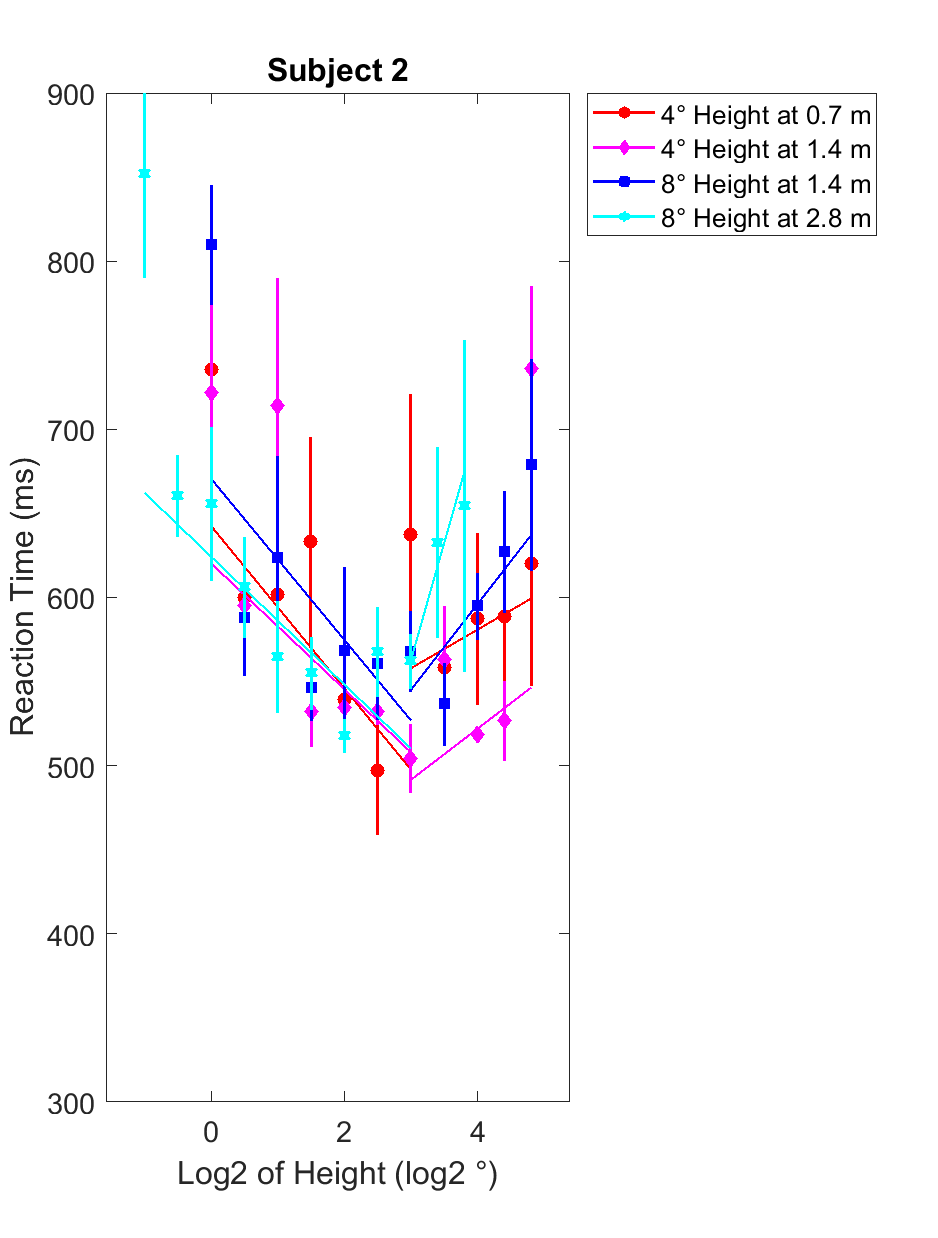 Subject 2
900
800
700
600
500
400
300
0
2
4
Reaction Time (ms)
Log2 of Height (log2 °)
4° Height at 0.7 m
4° Height at 1.4 m
8° Height at 1.4 m
8° Height at 2.8 m